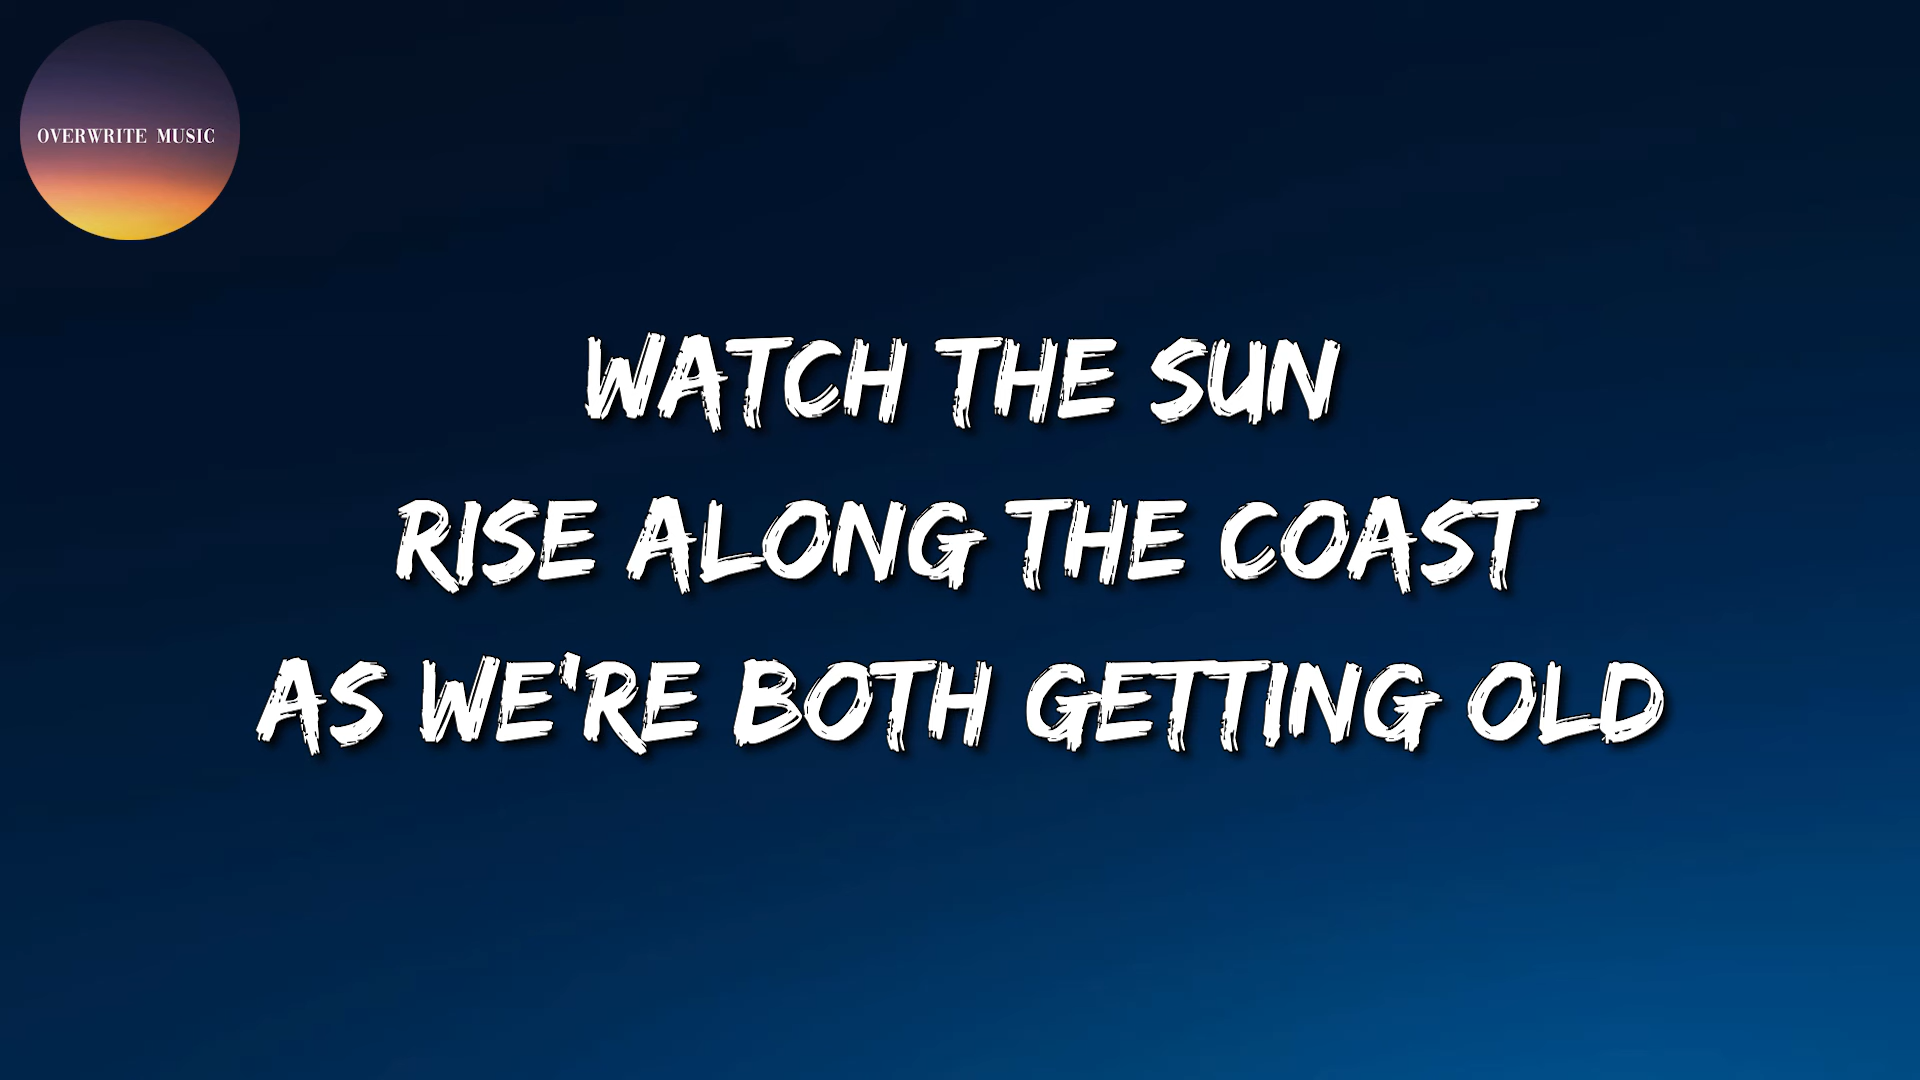 OVERWRITE MUSIC
WATCH THE SUN
RISE ALONG THE COAST
AS WE'RE BOTH GETTING OLD